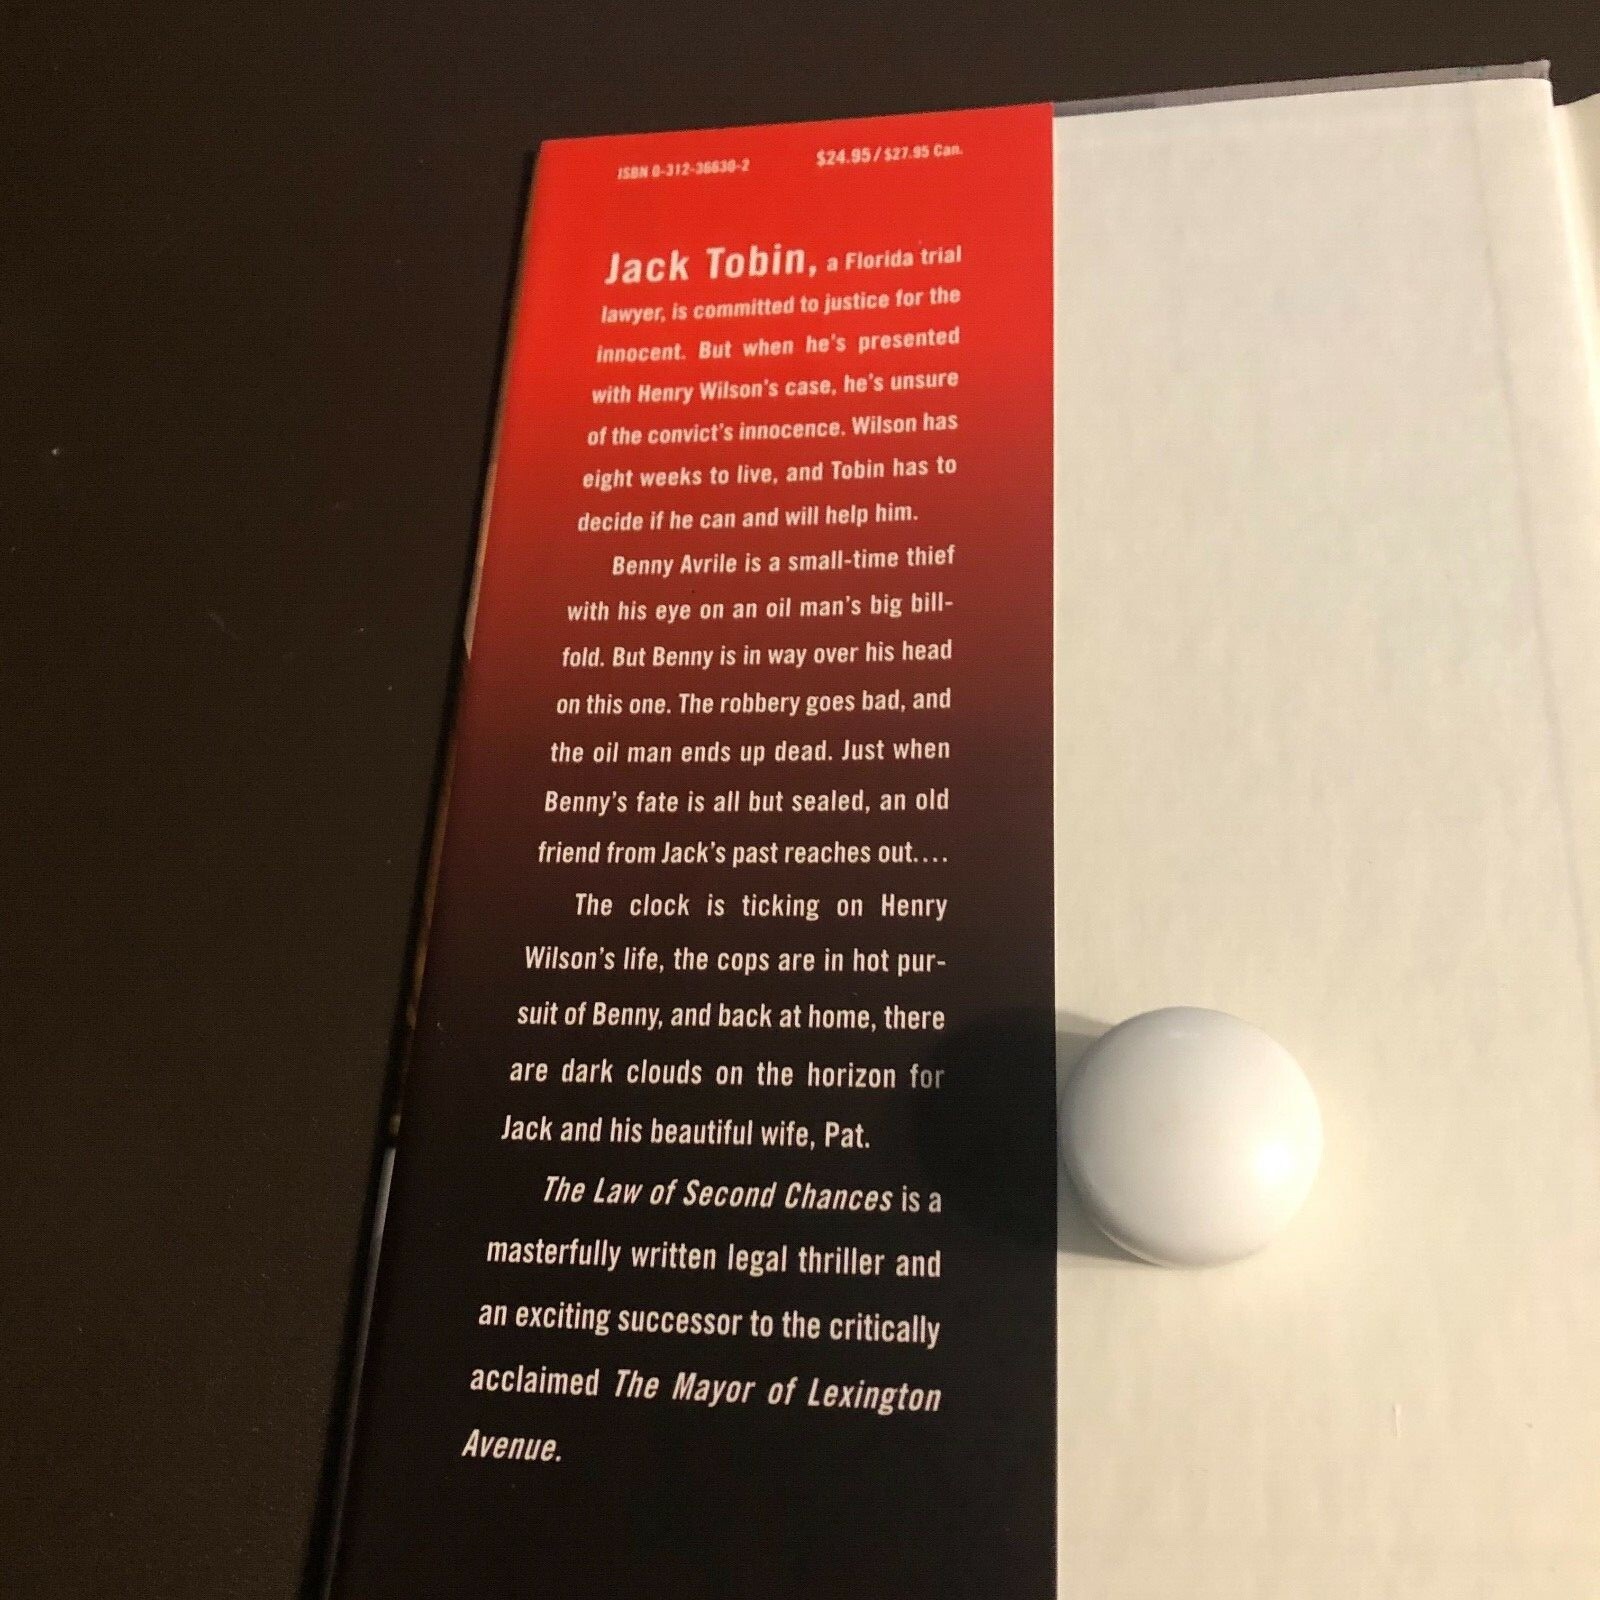 ISBN 0-312-36630-2 $24.95 / $27.95 Can.
Jack Tobin, a Florida trial
lawyer, is committed to justice for the
innocent. But when he's presented
with Henry Wilson's case, he's unsure
of the convict's innocence. Wilson has
eight weeks to live, and Tobin has to
decide if he can and will help him.
Benny Avrile is a small-time thief
with his eye on an oil man's big bill-
fold. But Benny is in way over his head
on this one. The robbery goes bad, and
the oil man ends up dead. Just when
Benny's fate is all but sealed, an old
friend from Jack's past reaches out....
The clock is ticking on Henry
Wilson's life, the cops are in hot pur-
suit of Benny, and back at home, there
are dark clouds on the horizon for
Jack and his beautiful wife, Pat.
The Law of Second Chances is a
masterfully written legal thriller and
an exciting successor to the critically
acclaimed The Mayor of Lexington
Avenue.